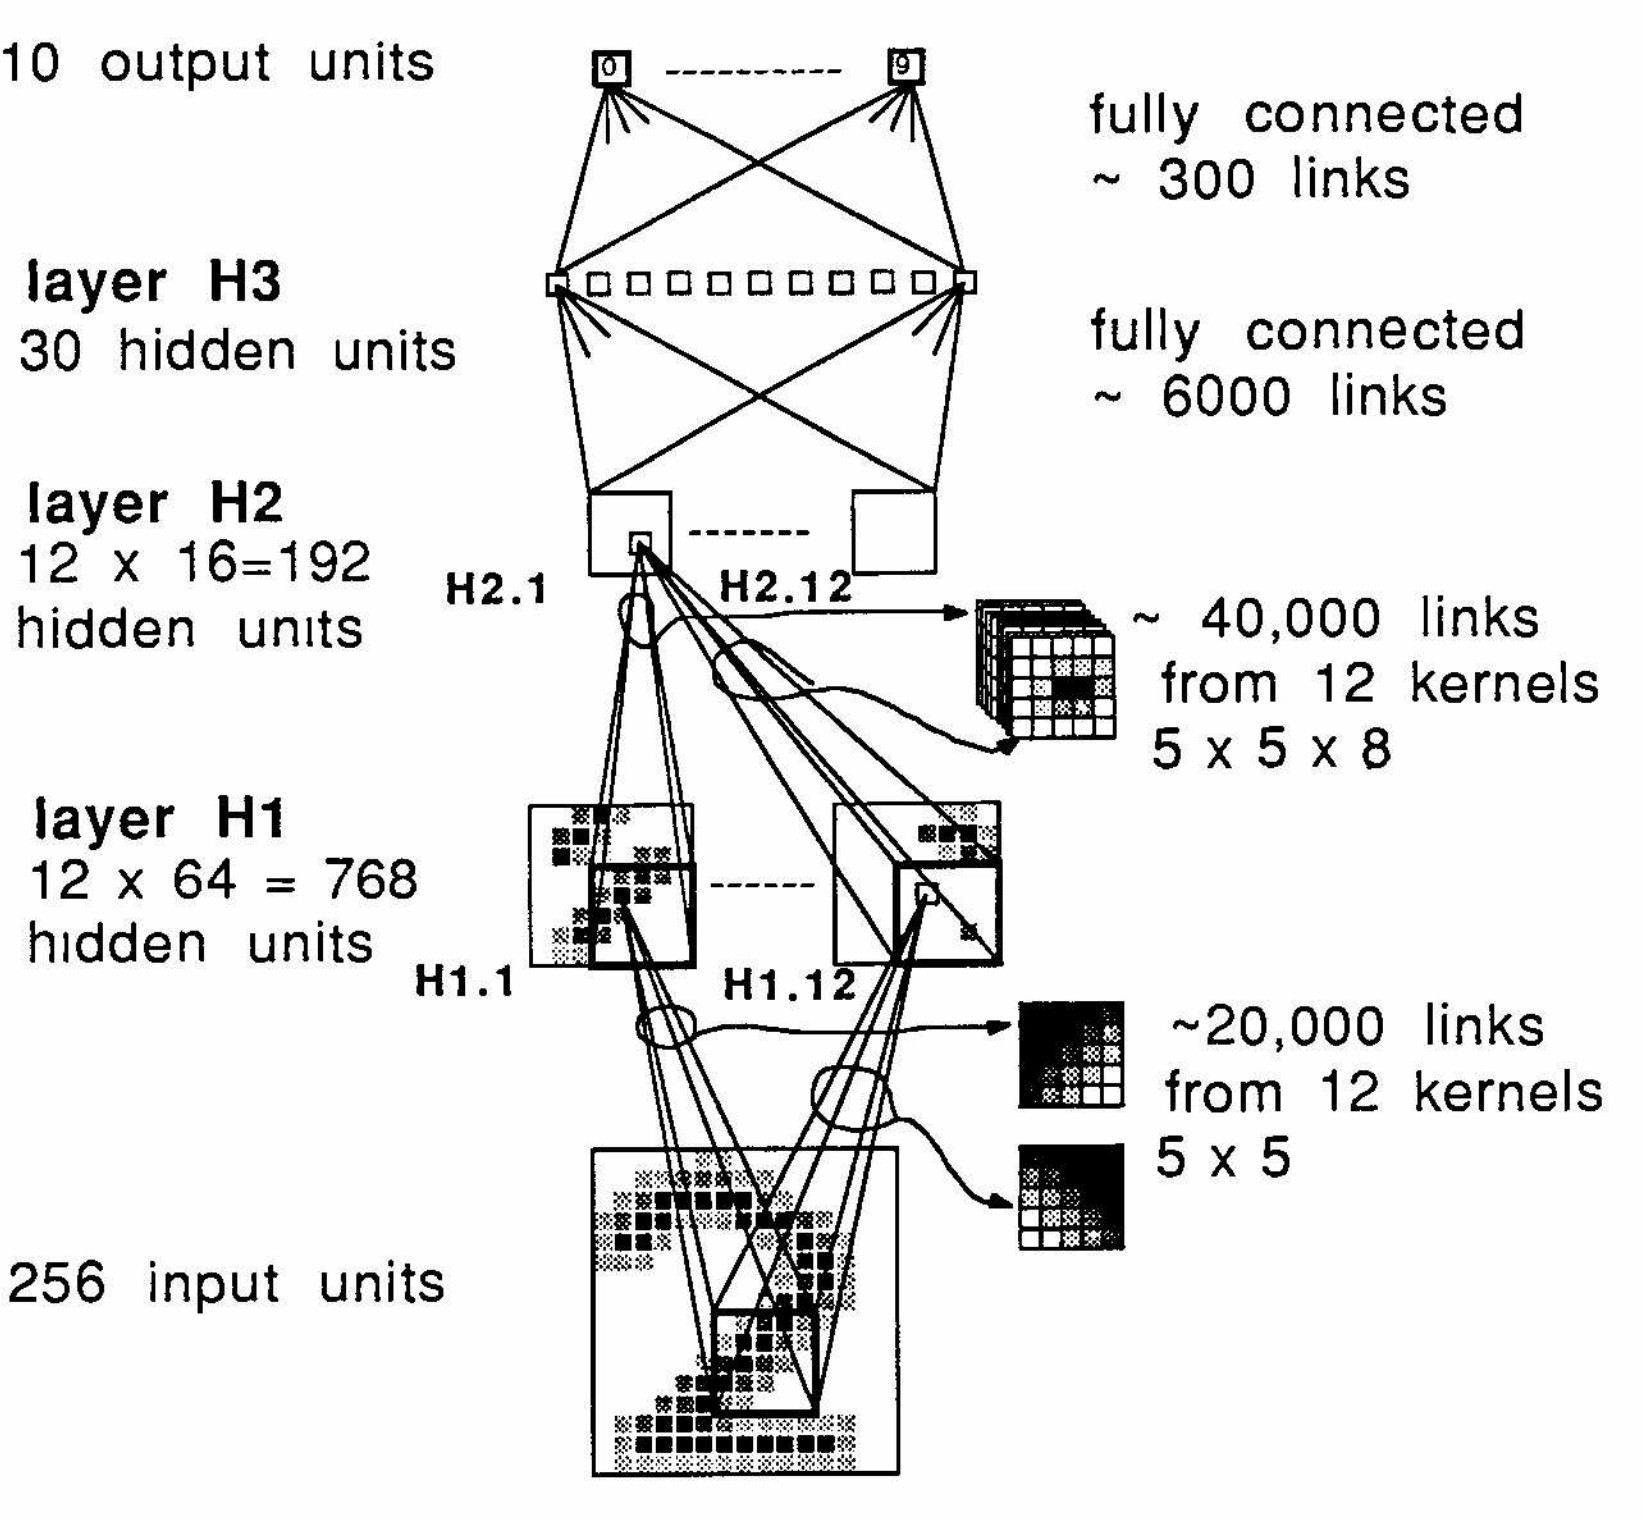 10 output units
0
9
fully connected
~ 300 links
layer H3
30 hidden units
fully connected
~ 6000 links
layer H2
12 x 16=192
hidden units
H2.1
H2.12
~ 40,000 links
from 12 kernels
5 x 5 x 8
layer H1
12 x 64 = 768
hidden units
H1.1
H1.12
~20,000 links
from 12 kernels
5 x 5
256 input units